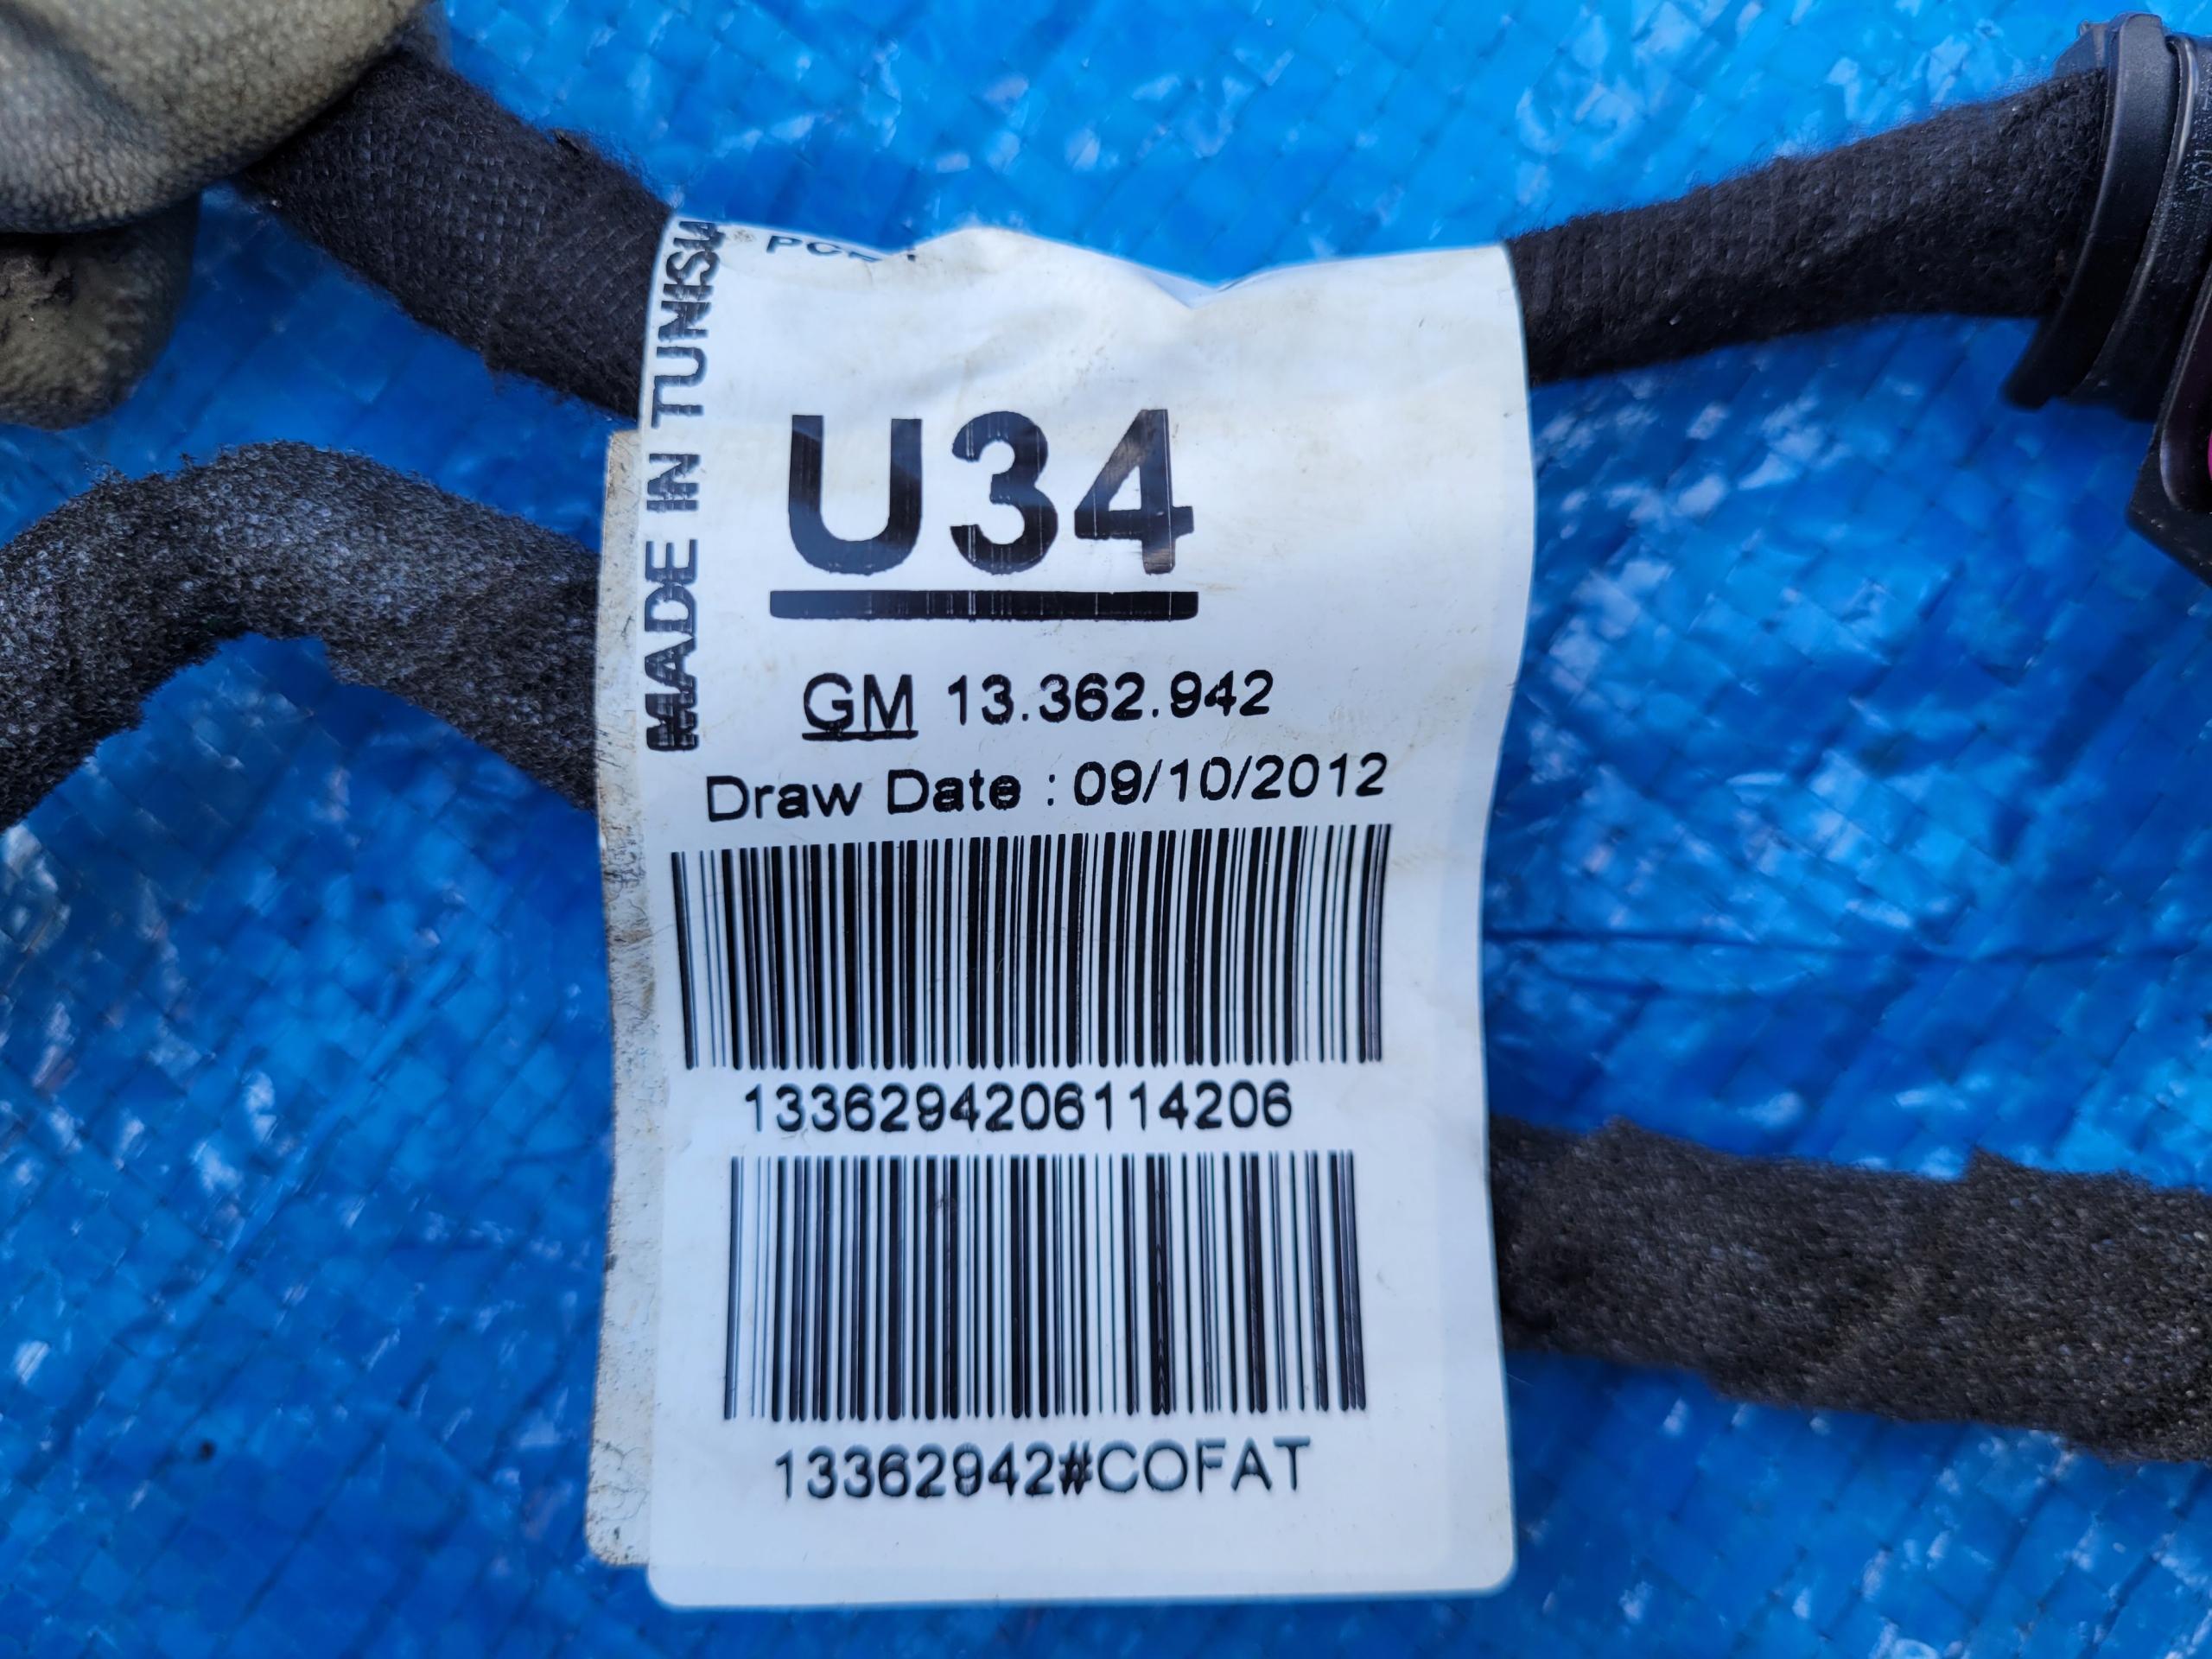 MADE IN TUNISIA
U34
GM 13.362.942
Draw Date : 09/10/2012
1336294206114206
13362942#COFAT